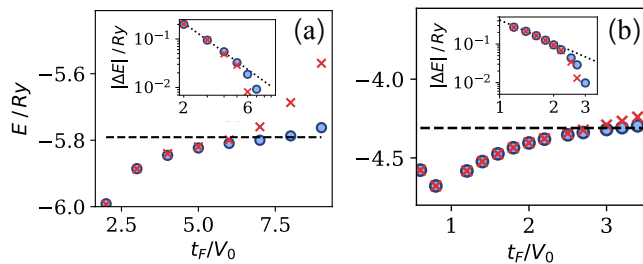 (a)
E / Ry
−5.6
−5.8
−6.0
2.5
5.0
7.5
t_F/V_0
|ΔE| / Ry
10^{−1}
10^{−2}
2
6
(b)
−4.0
−4.5
1
2
3
t_F/V_0
|ΔE| / Ry
10^{−1}
10^{−2}
1
2
3